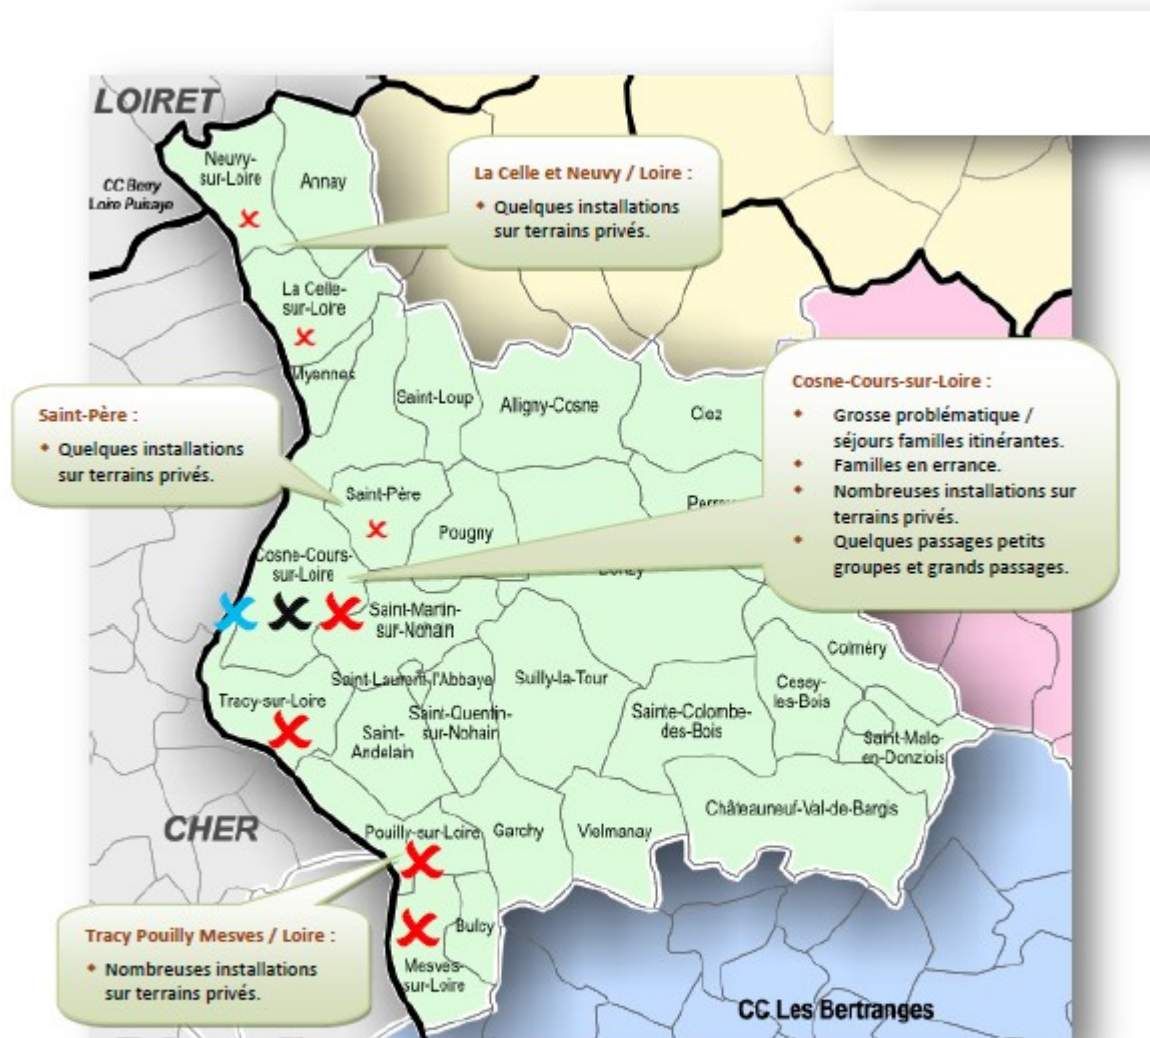 LOIRET
Neuvy-
sur-Loire
Annay
CC Berry
Loire Puisaye
La Celle et Neuvy / Loire :
Quelques installations
sur terrains privés.
La Celle-
sur-Loire
Myennes
Saint-Loup
Alligny-Cosne
Ciez
Cosne-Cours-sur-Loire :
Grosse problématique /
séjours familles itinérantes.
Familles en errance.
Nombreuses installations sur
terrains privés.
Quelques passages petits
groupes et grands passages.
Saint-Père :
Quelques installations
sur terrains privés.
Saint-Père
Pougny
Cosne-Cours-
sur-Loire
Saint-Martin-
sur-Nohain
Colméry
Saint-Laurent-l'Abbaye
Suilly-la-Tour
Cessy-
les-Bois
Tracy-sur-Loire
Saint-Quentin-
sur-Nohain
Sainte-Colombe-
des-Bois
Saint-
Andelain
Saint-Malo-
en-Donziois
Châteauneuf-Val-de-Bargis
CHER
Pouilly-sur-Loire
Garchy
Vielmanay
Tracy Pouilly Mesves / Loire :
Nombreuses installations
sur terrains privés.
Bulcy
Mesves-
sur-Loire
CC Les Bertranges